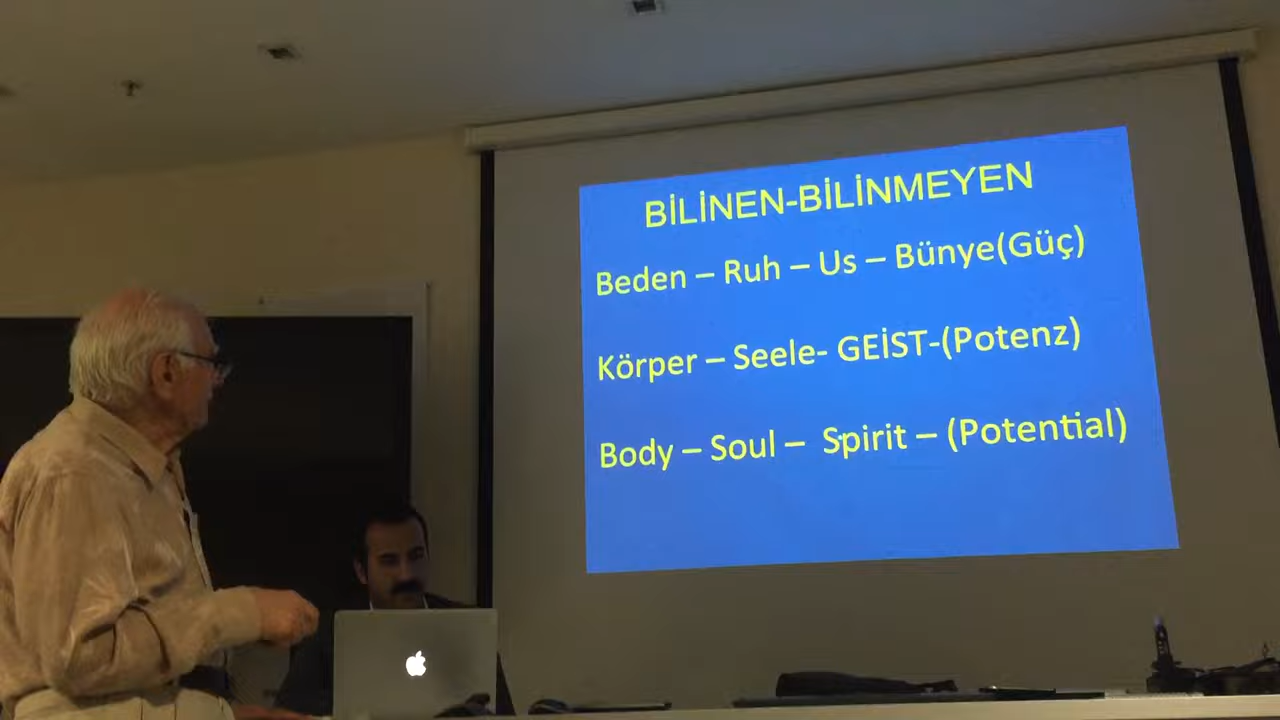 BİLİNEN-BİLİNMEYEN
Beden – Ruh – Us – Bünye(Güç)
Körper – Seele- GEİST-(Potenz)
Body – Soul – Spirit – (Potential)